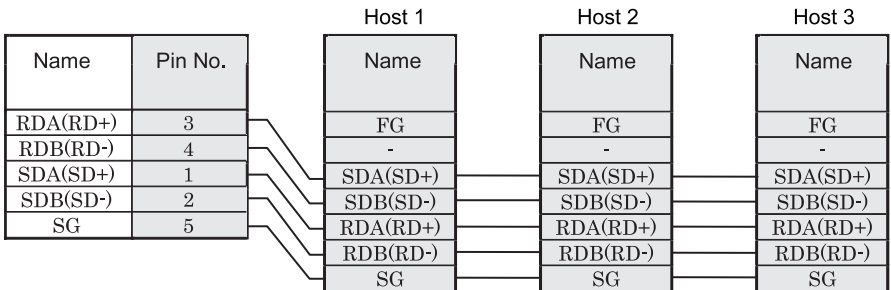 Host 1 Host 2 Host 3
Name Pin No. Name Name Name
RDA(RD+) 3 FG FG FG
RDB(RD-) 4 - - -
SDA(SD+) 1 SDA(SD+) SDA(SD+) SDA(SD+)
SDB(SD-) 2 SDB(SD-) SDB(SD-) SDB(SD-)
SG 5 RDA(RD+) RDA(RD+) RDA(RD+)
RDB(RD-) RDB(RD-) RDB(RD-)
SG SG SG